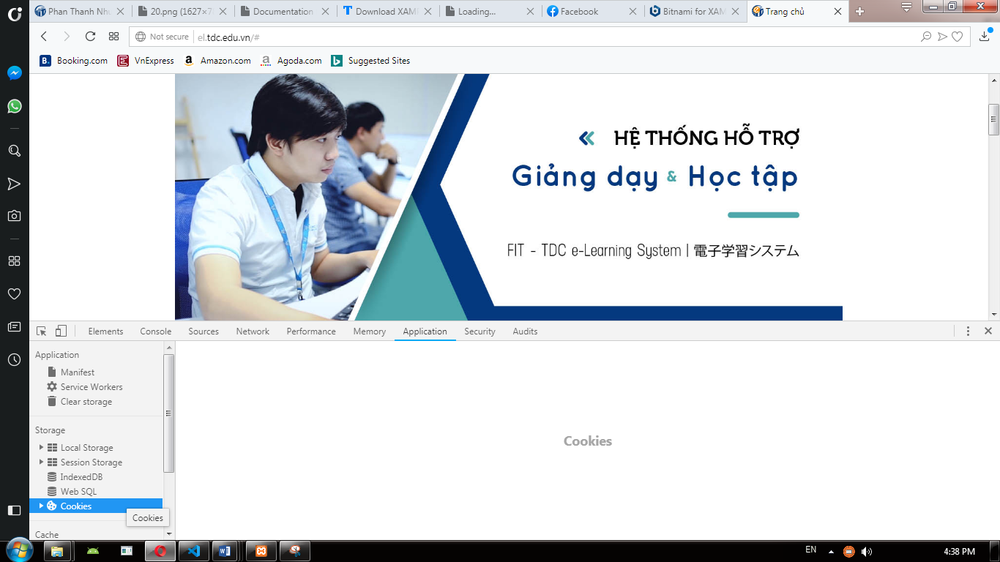 Phan Thanh Nhu
20.png (1627×7
Documentation
Download XAM
Loading...
Facebook
Bitnami for XAM
Trang chủ
Not secure el.tdc.edu.vn/#
Booking.com VnExpress Amazon.com Agoda.com Suggested Sites
HỆ THỐNG HỖ TRỢ
Giảng dạy & Học tập
FIT - TDC e-Learning System | 電子学習システム
Elements Console Sources Network Performance Memory Application Security Audits
Application
Manifest
Service Workers
Clear storage
Storage
Local Storage
Session Storage
IndexedDB
Web SQL
Cookies
Cookies
Cache
Cookies
EN 4:38 PM